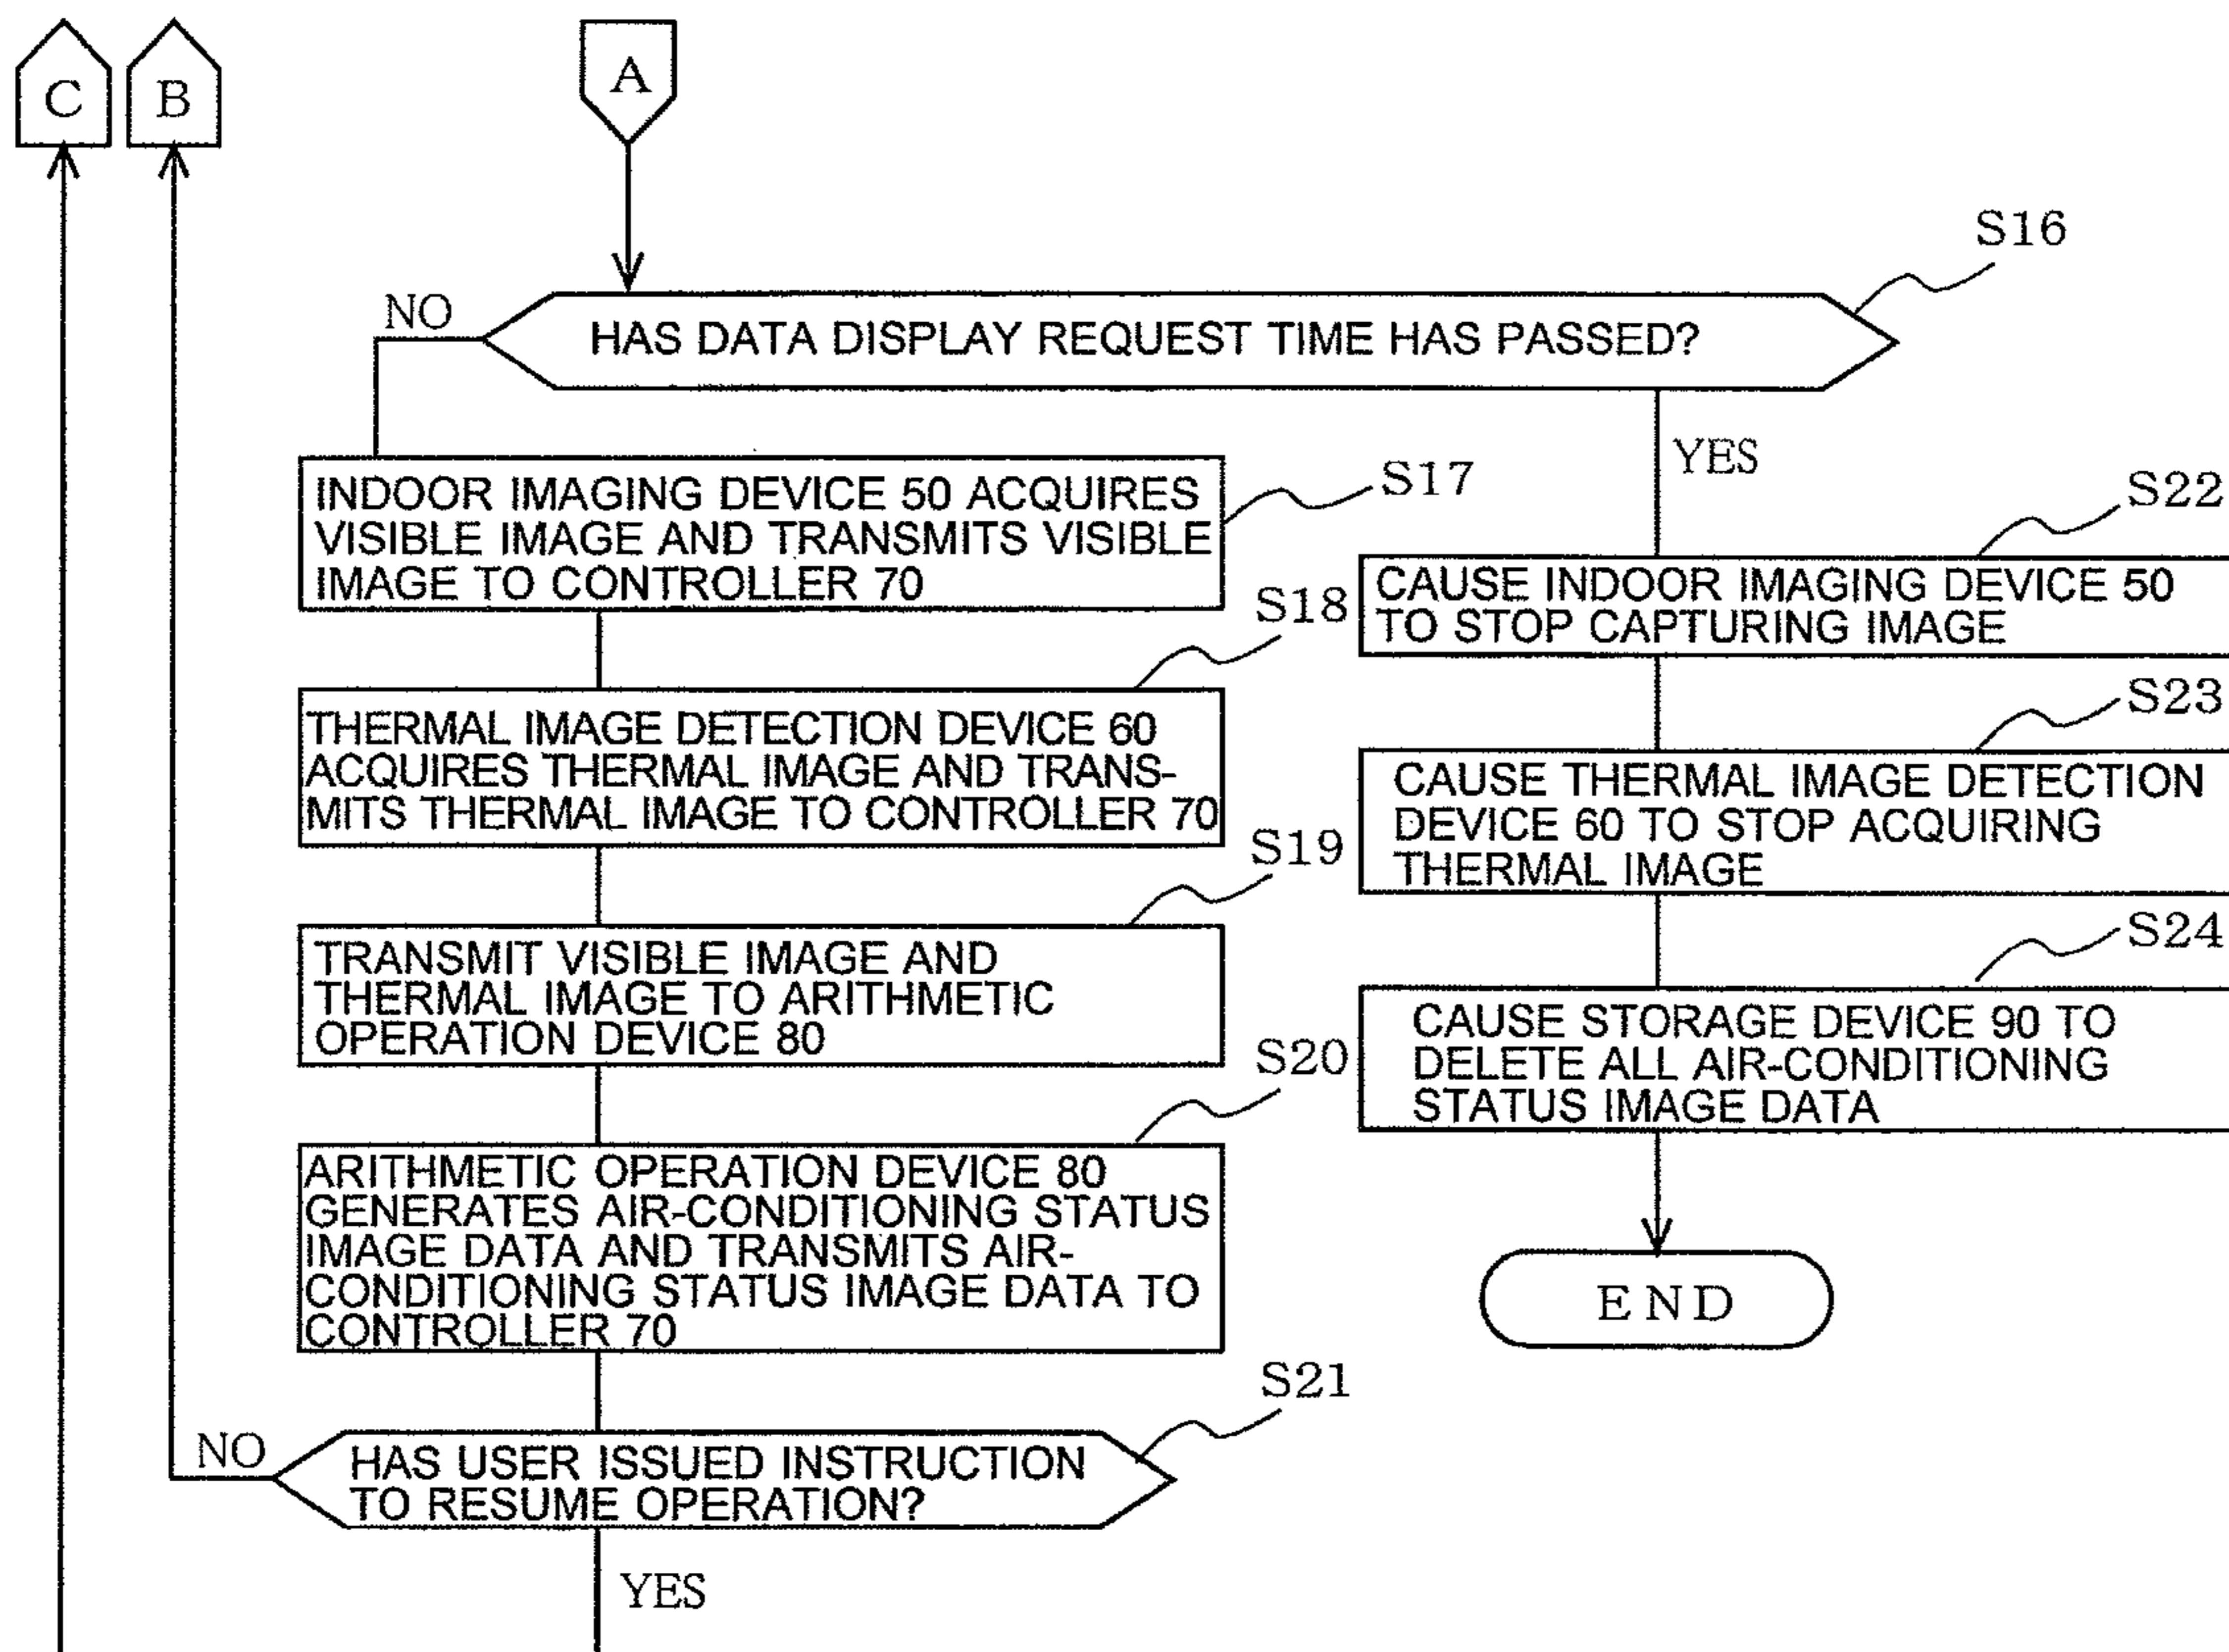 C
B
A
S16
NO
HAS DATA DISPLAY REQUEST TIME HAS PASSED?
YES
INDOOR IMAGING DEVICE 50 ACQUIRES
VISIBLE IMAGE AND TRANSMITS VISIBLE
IMAGE TO CONTROLLER 70
S17
THERMAL IMAGE DETECTION DEVICE 60
ACQUIRES THERMAL IMAGE AND TRANS-
MITS THERMAL IMAGE TO CONTROLLER 70
S18
TRANSMIT VISIBLE IMAGE AND
THERMAL IMAGE TO ARITHMETIC
OPERATION DEVICE 80
S19
ARITHMETIC OPERATION DEVICE 80
GENERATES AIR-CONDITIONING STATUS
IMAGE DATA AND TRANSMITS AIR-
CONDITIONING STATUS IMAGE DATA TO
CONTROLLER 70
S20
S21
NO
HAS USER ISSUED INSTRUCTION
TO RESUME OPERATION?
YES
S22
CAUSE INDOOR IMAGING DEVICE 50
TO STOP CAPTURING IMAGE
S23
CAUSE THERMAL IMAGE DETECTION
DEVICE 60 TO STOP ACQUIRING
THERMAL IMAGE
S24
CAUSE STORAGE DEVICE 90 TO
DELETE ALL AIR-CONDITIONING
STATUS IMAGE DATA
END